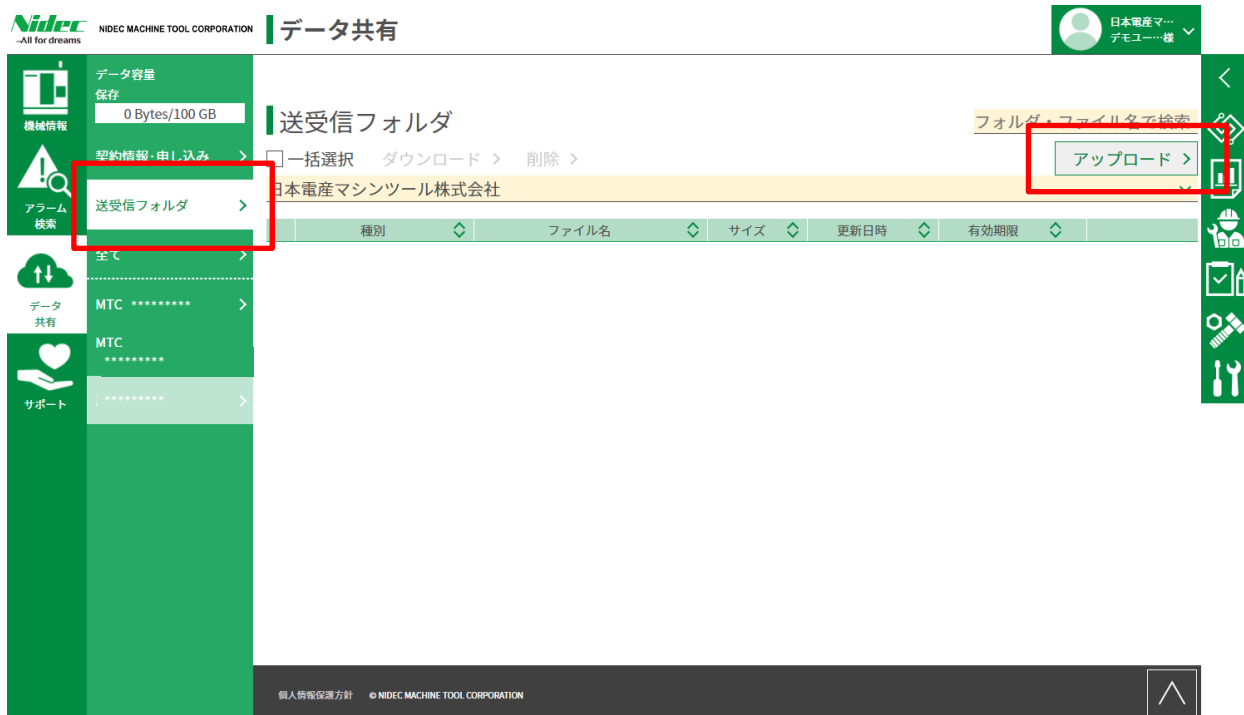 Nidec
-All for dreams
NIDEC MACHINE TOOL CORPORATION
データ共有
日本電産マ…
デモユー…様
機械情報
アラーム
検索
データ
共有
サポート
データ容量
保存
0 Bytes/100 GB
契約情報・申し込み
送受信フォルダ
全て
MTC *********
MTC
*********
*********
送受信フォルダ
フォルダ・ファイル名で検索
一括選択 ダウンロード 削除
アップロード
日本電産マシンツール株式会社
種別 ファイル名 サイズ 更新日時 有効期限
個人情報保護方針 © NIDEC MACHINE TOOL CORPORATION